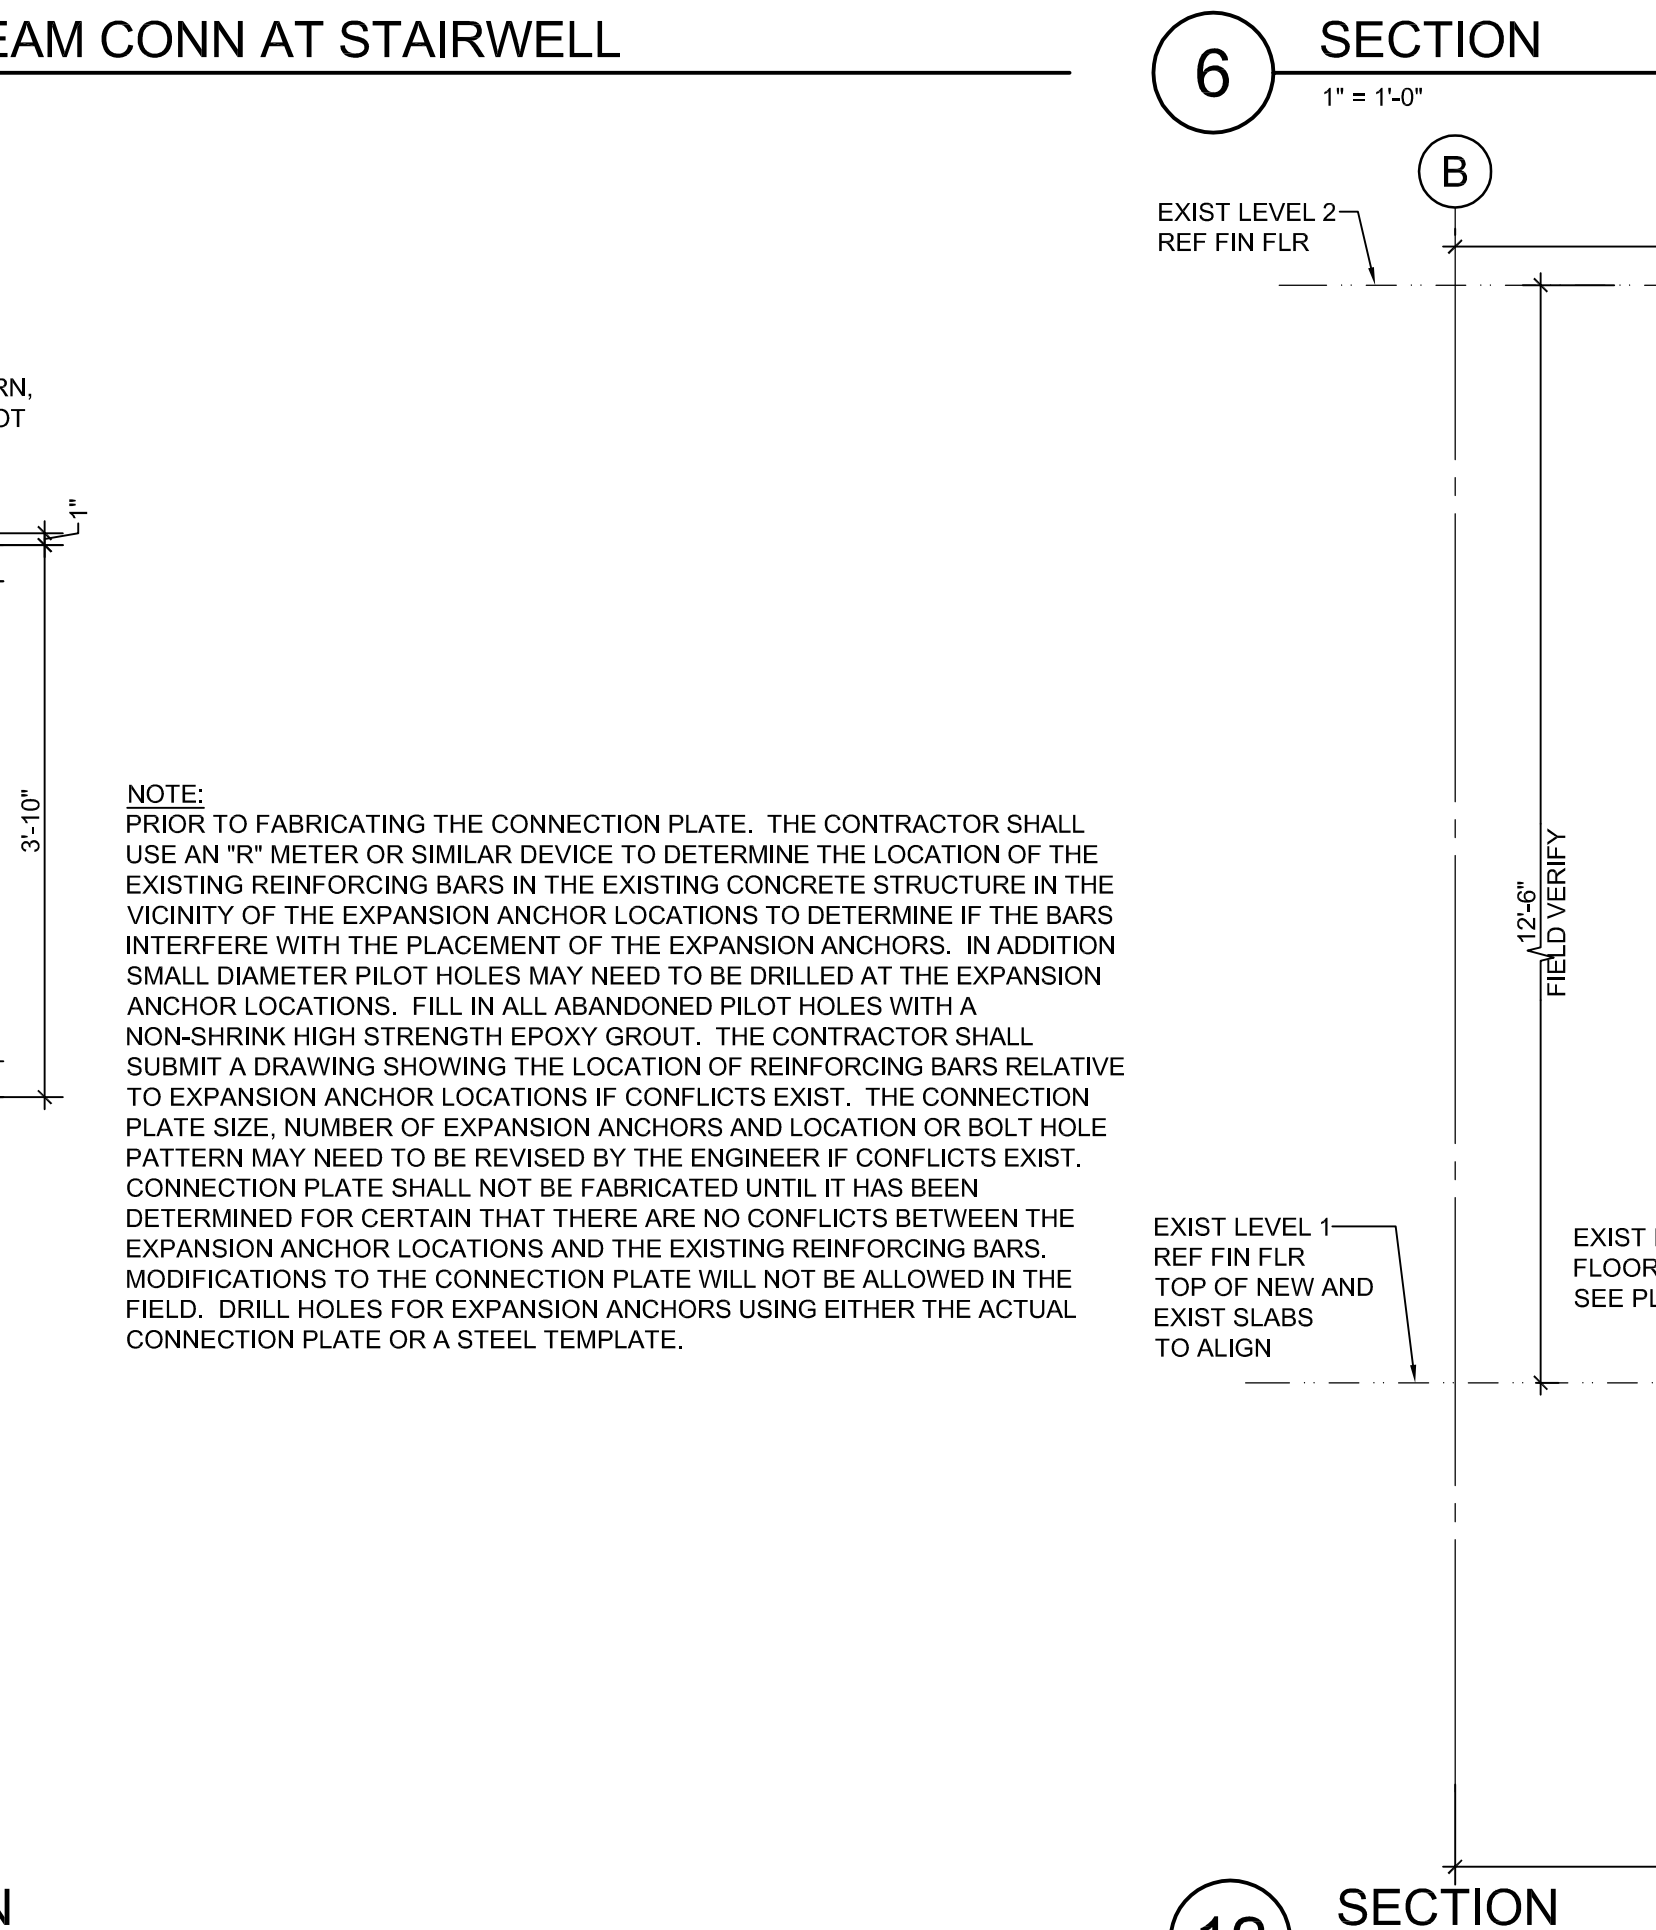 CONN AT STAIRWELL
6
SECTION
1" = 1'-0"
B
EXIST LEVEL 2
REF FIN FLR
1"
3'-10"
NOTE:
PRIOR TO FABRICATING THE CONNECTION PLATE. THE CONTRACTOR SHALL
USE AN "R" METER OR SIMILAR DEVICE TO DETERMINE THE LOCATION OF THE
EXISTING REINFORCING BARS IN THE EXISTING CONCRETE STRUCTURE IN THE
VICINITY OF THE EXPANSION ANCHOR LOCATIONS TO DETERMINE IF THE BARS
INTERFERE WITH THE PLACEMENT OF THE EXPANSION ANCHORS. IN ADDITION
SMALL DIAMETER PILOT HOLES MAY NEED TO BE DRILLED AT THE EXPANSION
ANCHOR LOCATIONS. FILL IN ALL ABANDONED PILOT HOLES WITH A
NON-SHRINK HIGH STRENGTH EPOXY GROUT. THE CONTRACTOR SHALL
SUBMIT A DRAWING SHOWING THE LOCATION OF REINFORCING BARS RELATIVE
TO EXPANSION ANCHOR LOCATIONS IF CONFLICTS EXIST. THE CONNECTION
PLATE SIZE, NUMBER OF EXPANSION ANCHORS AND LOCATION OR BOLT HOLE
PATTERN MAY NEED TO BE REVISED BY THE ENGINEER IF CONFLICTS EXIST.
CONNECTION PLATE SHALL NOT BE FABRICATED UNTIL IT HAS BEEN
DETERMINED FOR CERTAIN THAT THERE ARE NO CONFLICTS BETWEEN THE
EXPANSION ANCHOR LOCATIONS AND THE EXISTING REINFORCING BARS.
MODIFICATIONS TO THE CONNECTION PLATE WILL NOT BE ALLOWED IN THE
FIELD. DRILL HOLES FOR EXPANSION ANCHORS USING EITHER THE ACTUAL
CONNECTION PLATE OR A STEEL TEMPLATE.
12'-6"
FIELD VERIFY
EXIST LEVEL 1
REF FIN FLR
TOP OF NEW AND
EXIST SLABS
TO ALIGN
EXIST
FLOOR
SEE
SECTION